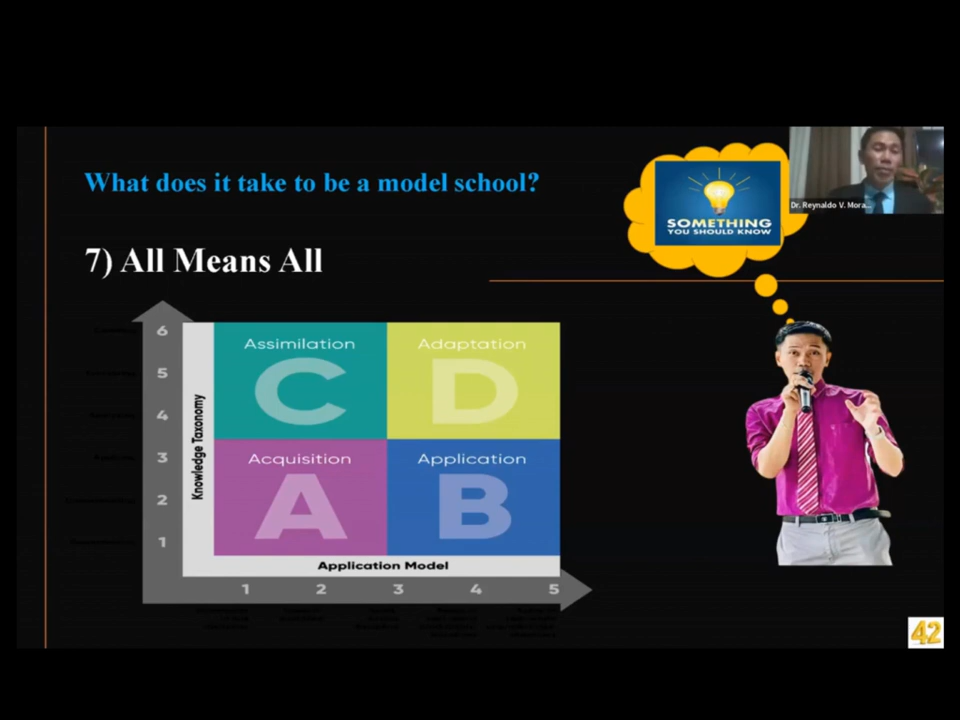 What does it take to be a model school?
SOMETHING
YOU SHOULD KNOW
Dr. Reynaldo V. Mora...
7) All Means All
6
5
4
3
2
1
Knowledge Taxonomy
Assimilation
C
Adaptation
D
Acquisition
A
Application
B
Application Model
1 2 3 4 5
42